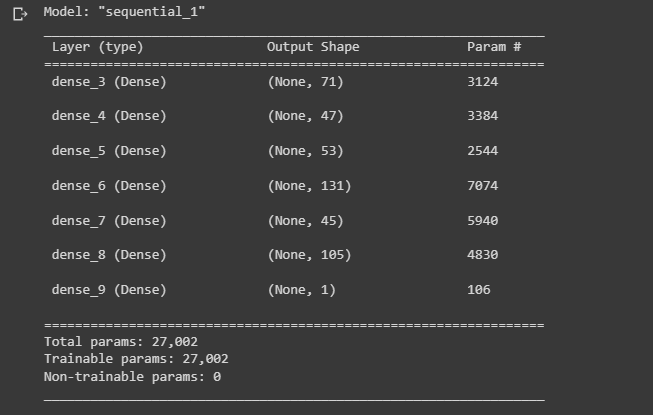 Model: "sequential_1"
_________________________________________________________________
Layer (type) Output Shape Param #
=================================================================
dense_3 (Dense) (None, 71) 3124
dense_4 (Dense) (None, 47) 3384
dense_5 (Dense) (None, 53) 2544
dense_6 (Dense) (None, 131) 7074
dense_7 (Dense) (None, 45) 5940
dense_8 (Dense) (None, 105) 4830
dense_9 (Dense) (None, 1) 106
=================================================================
Total params: 27,002
Trainable params: 27,002
Non-trainable params: 0
_________________________________________________________________